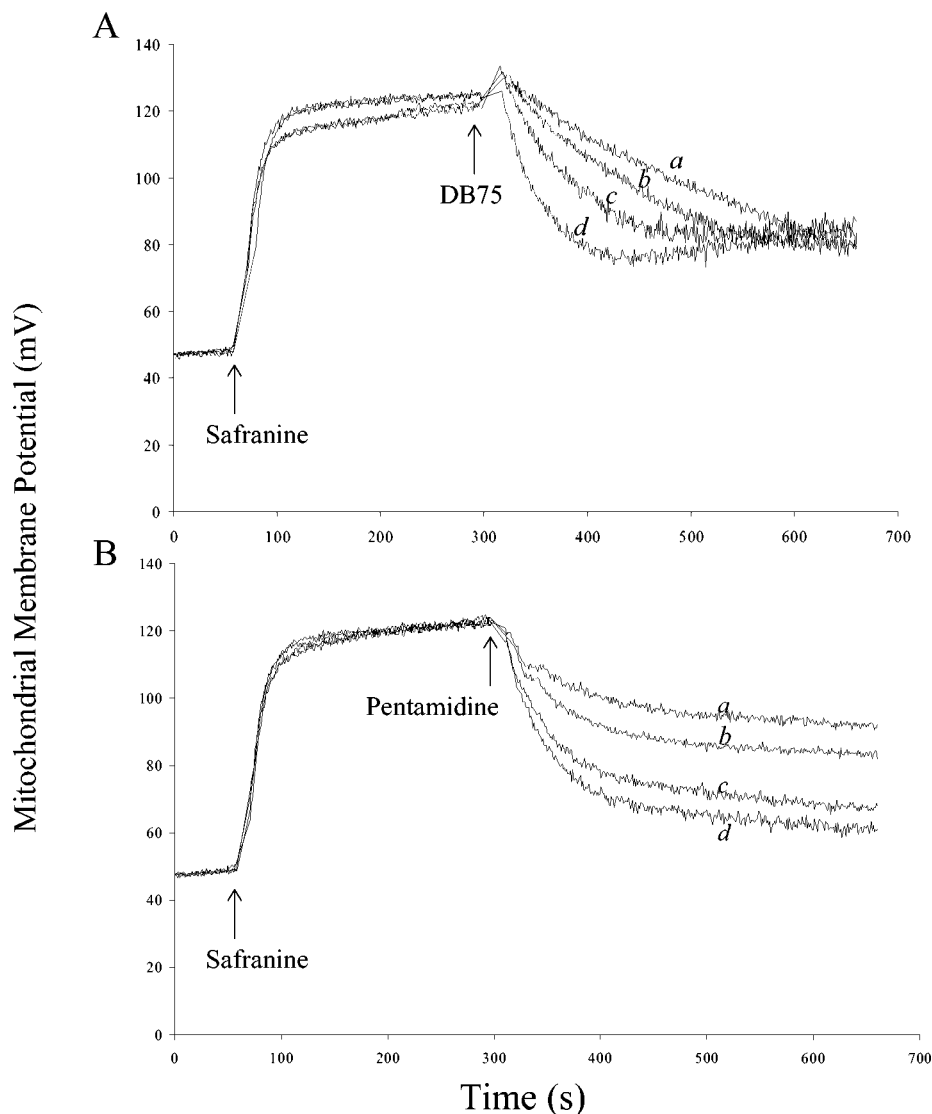 A
140
120
100
80
60
40
20
0
0 100 200 300 400 500 600 700
Safranine
DB75
a
b
c
d
Mitochondrial Membrane Potential (mV)
B
140
120
100
80
60
40
20
0
0 100 200 300 400 500 600 700
Safranine
Pentamidine
a
b
c
d
Time (s)